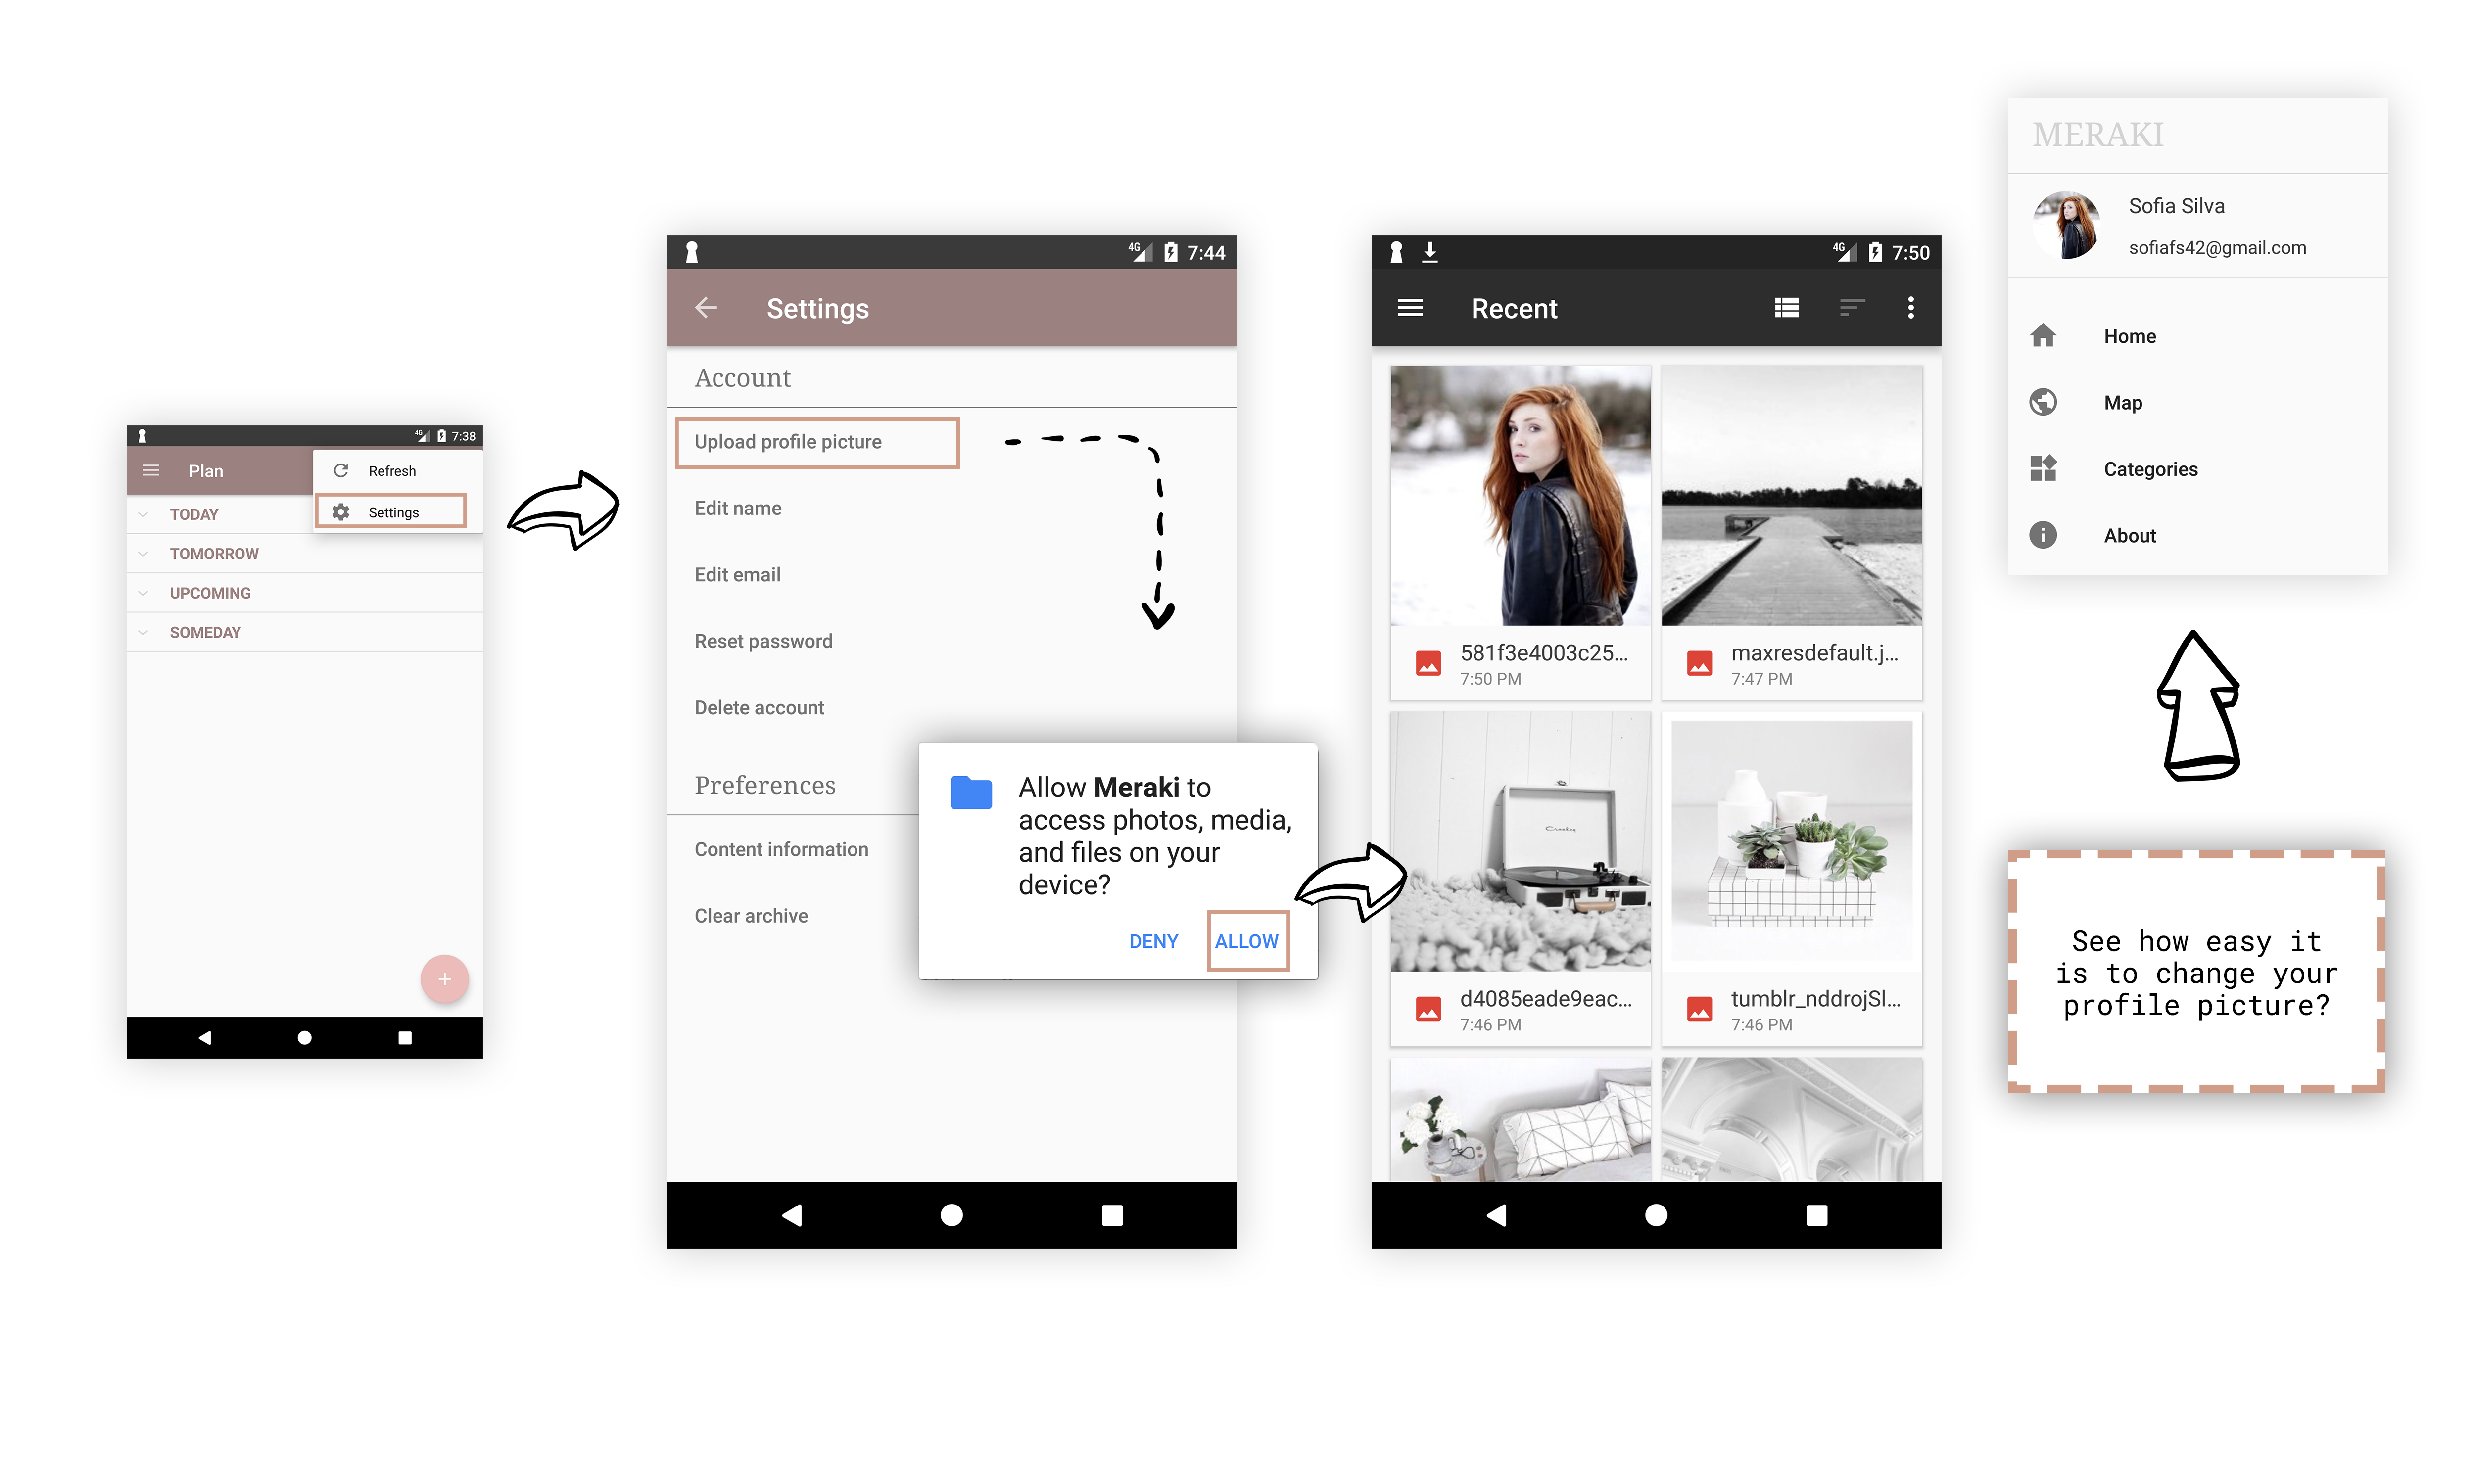 4G 7:38
Plan
Refresh
Settings
TODAY
TOMORROW
UPCOMING
SOMEDAY
4G 7:44
Settings
Account
Upload profile picture
Edit name
Edit email
Reset password
Delete account
Preferences
Content information
Clear archive
Allow Meraki to
access photos, media,
and files on your
device?
DENY ALLOW
4G 7:50
Recent
581f3e4003c25...
7:50 PM
maxresdefault.j...
7:47 PM
Crosley
d4085eade9eac...
7:46 PM
tumblr_nddrojSl...
7:46 PM
MERAKI
Sofia Silva
sofiafs42@gmail.com
Home
Map
Categories
About
See how easy it
is to change your
profile picture?